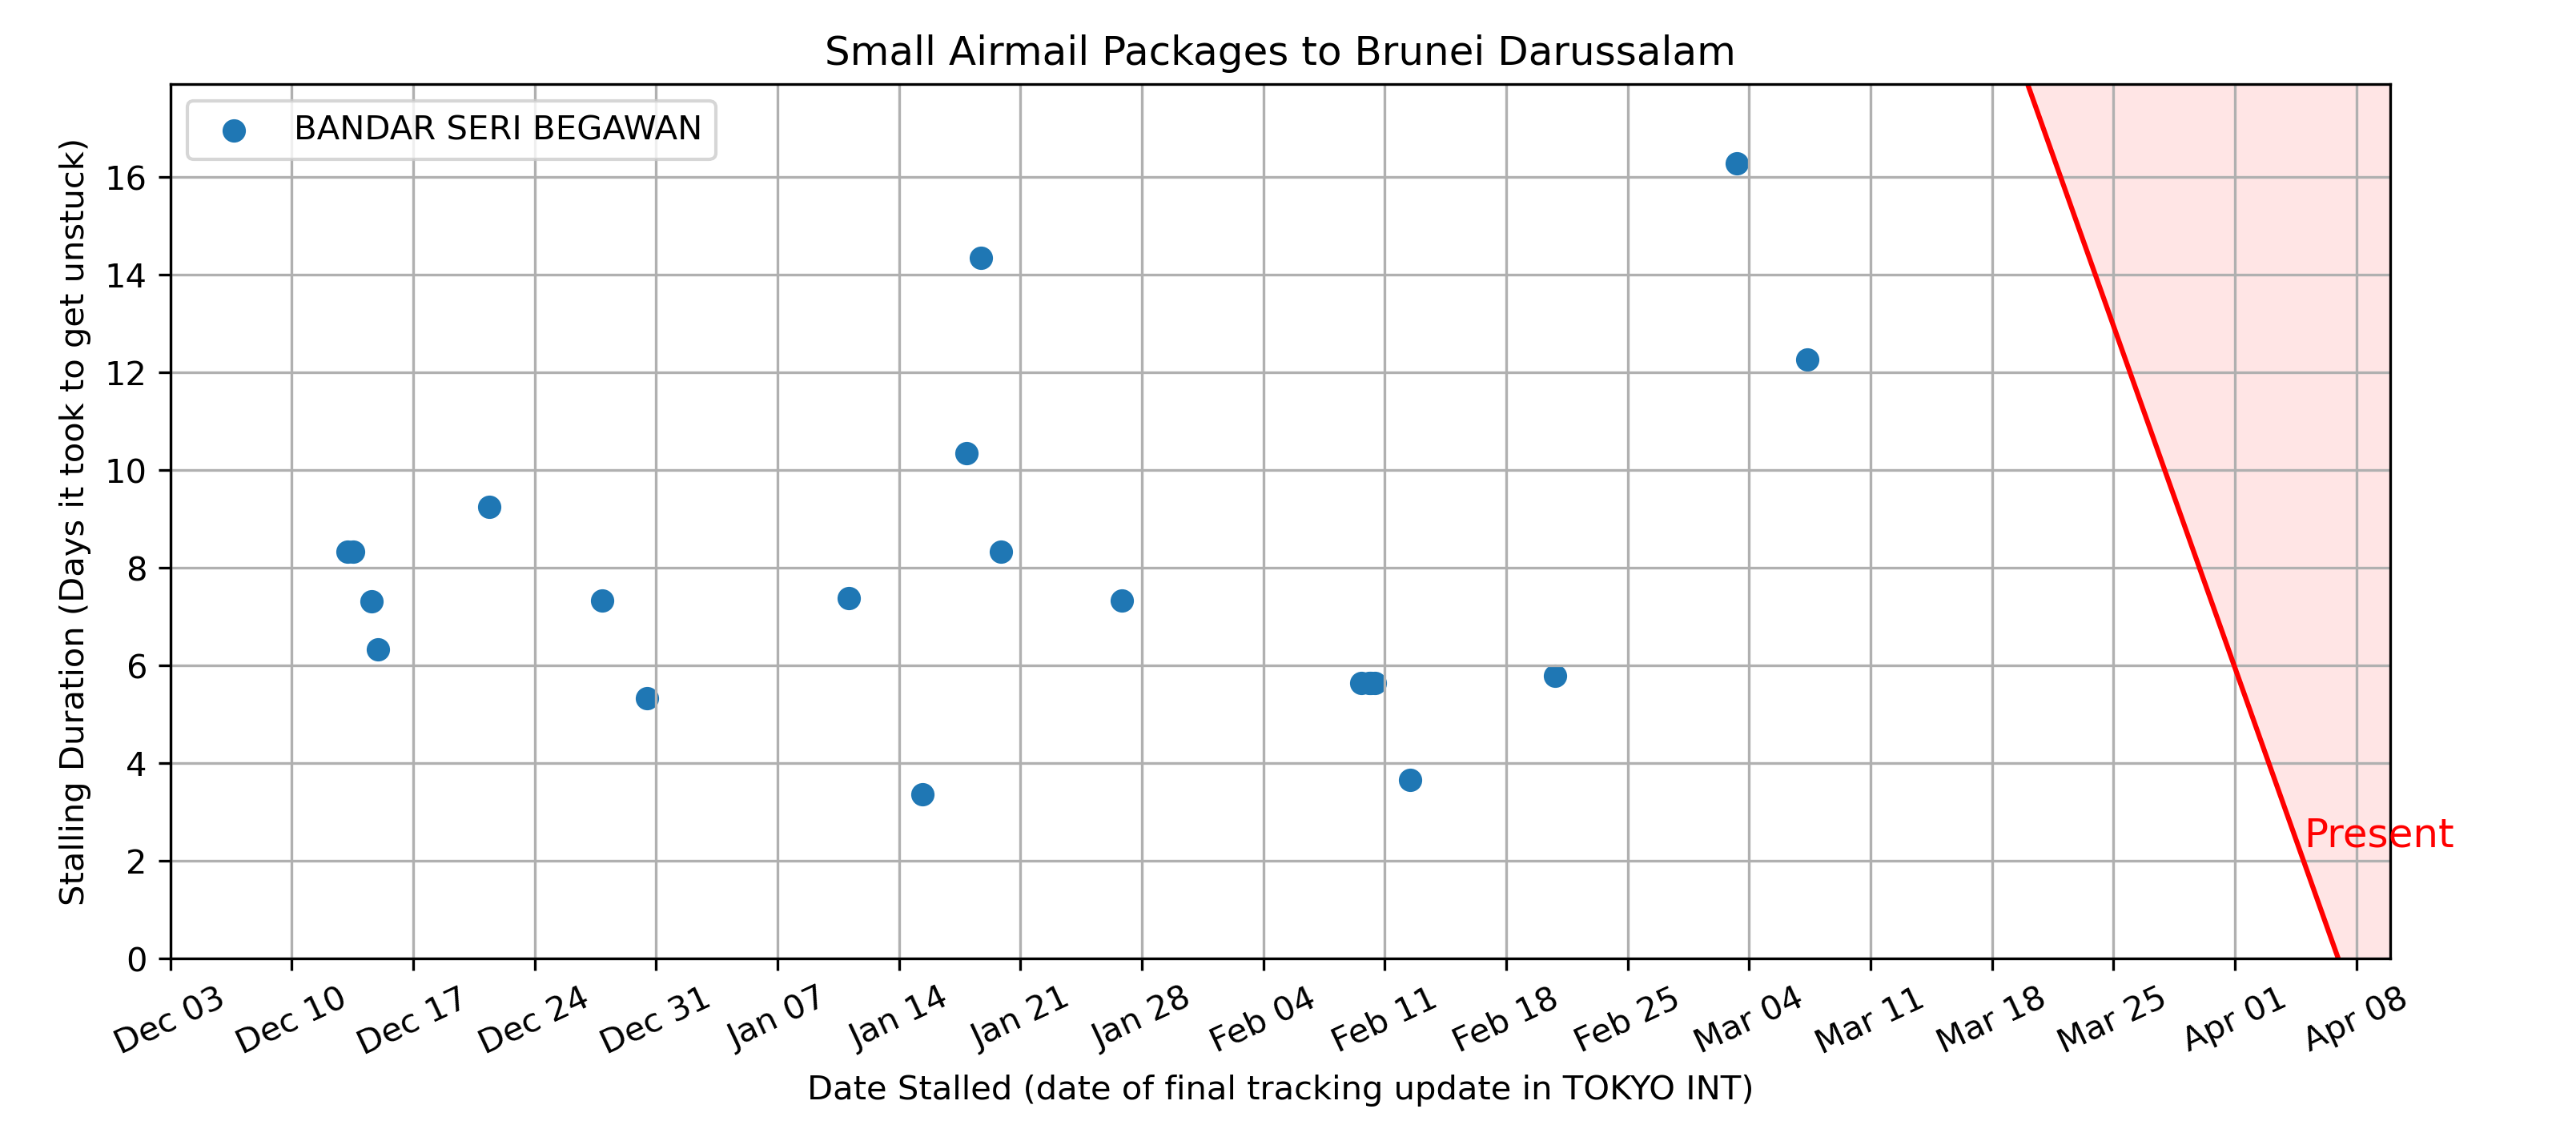 Small Airmail Packages to Brunei Darussalam
BANDAR SERI BEGAWAN
Stalling Duration (Days it took to get unstuck)
16
14
12
10
8
6
4
2
0
Present
Dec 03
Dec 10
Dec 17
Dec 24
Dec 31
Jan 07
Jan 14
Jan 21
Jan 28
Feb 04
Feb 11
Feb 18
Feb 25
Mar 04
Mar 11
Mar 18
Mar 25
Apr 01
Apr 08
Date Stalled (date of final tracking update in TOKYO INT)